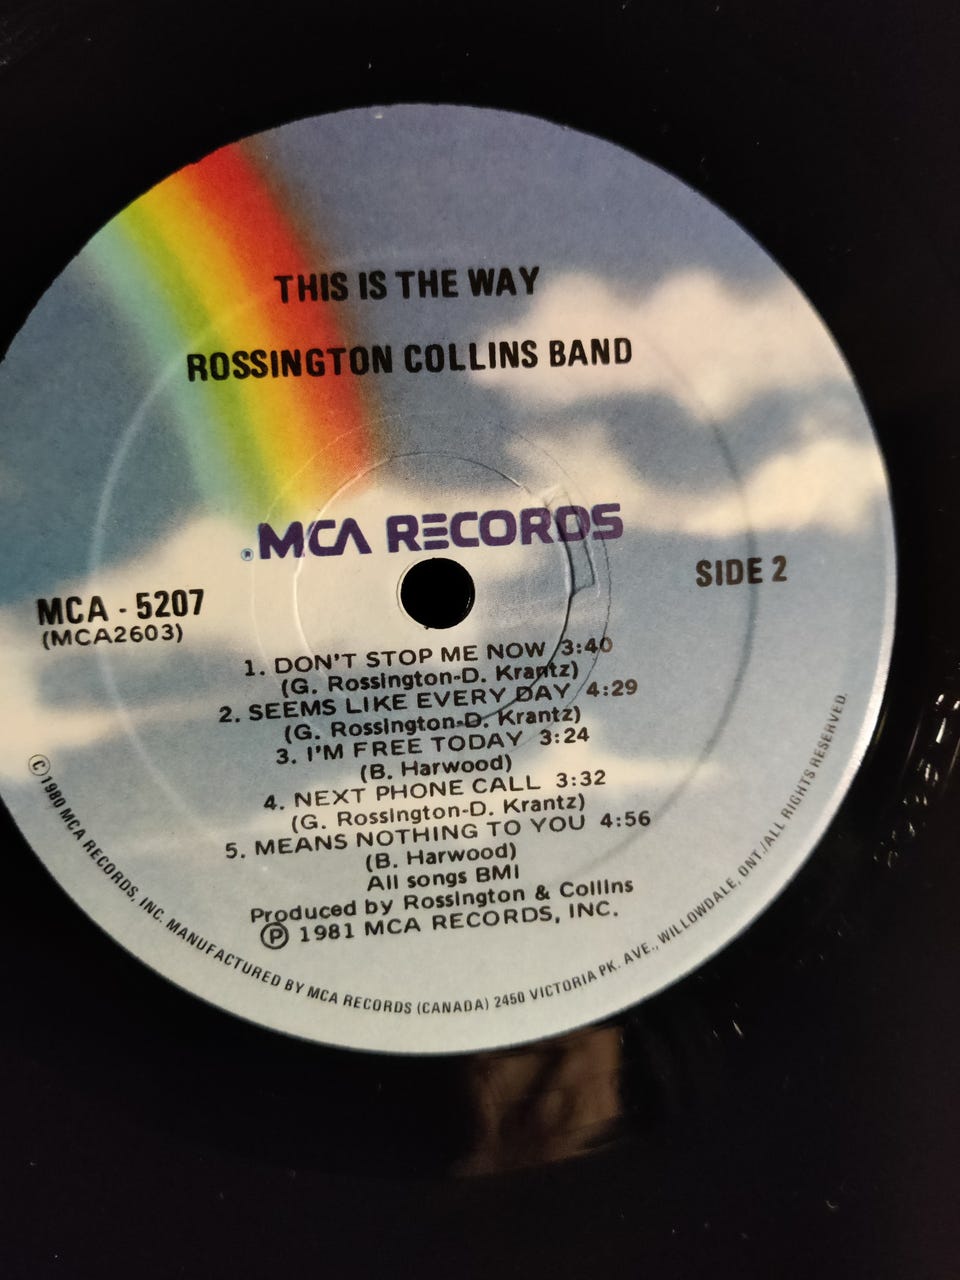 THIS IS THE WAY
ROSSINGTON COLLINS BAND
® MCA RECORDS
SIDE 2
MCA - 5207
(MCA2603)
1. DON'T STOP ME NOW 3:40
(G. Rossington-D. Krantz)
2. SEEMS LIKE EVERY DAY 4:29
(G. Rossington-D. Krantz)
3. I'M FREE TODAY 3:24
(B. Harwood)
4. NEXT PHONE CALL 3:32
(G. Rossington-D. Krantz)
5. MEANS NOTHING TO YOU 4:56
(B. Harwood)
All songs BMI
Produced by Rossington & Collins
℗ 1981 MCA RECORDS, INC.
© 1980 MCA RECORDS, INC. MANUFACTURED BY MCA RECORDS (CANADA) 2450 VICTORIA PK. AVE., WILLOWDALE, ONT./ALL RIGHTS RESERVED.